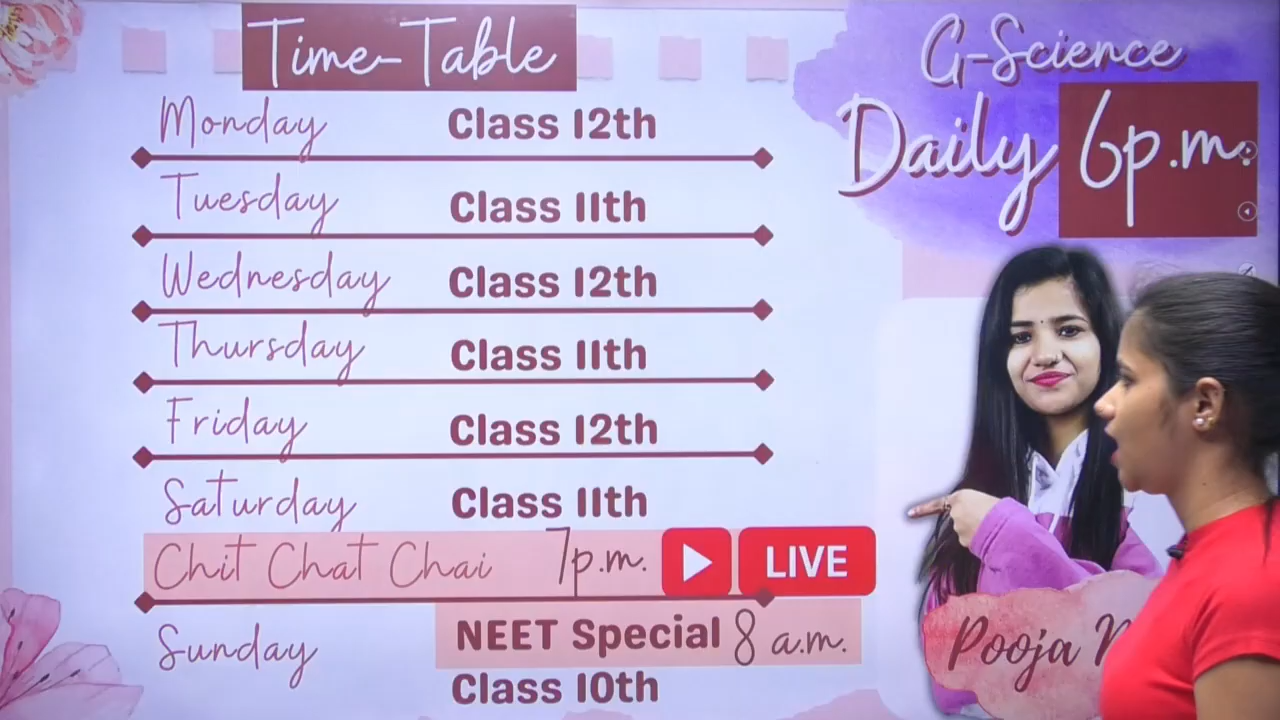 Time-Table
Monday Class 12th
Tuesday Class 11th
Wednesday Class 12th
Thursday Class 11th
Friday Class 12th
Saturday Class 11th
Chit Chat Chai 7p.m. LIVE
Sunday NEET Special 8 a.m.
Class 10th
G-Science
Daily 6p.m.
Pooja